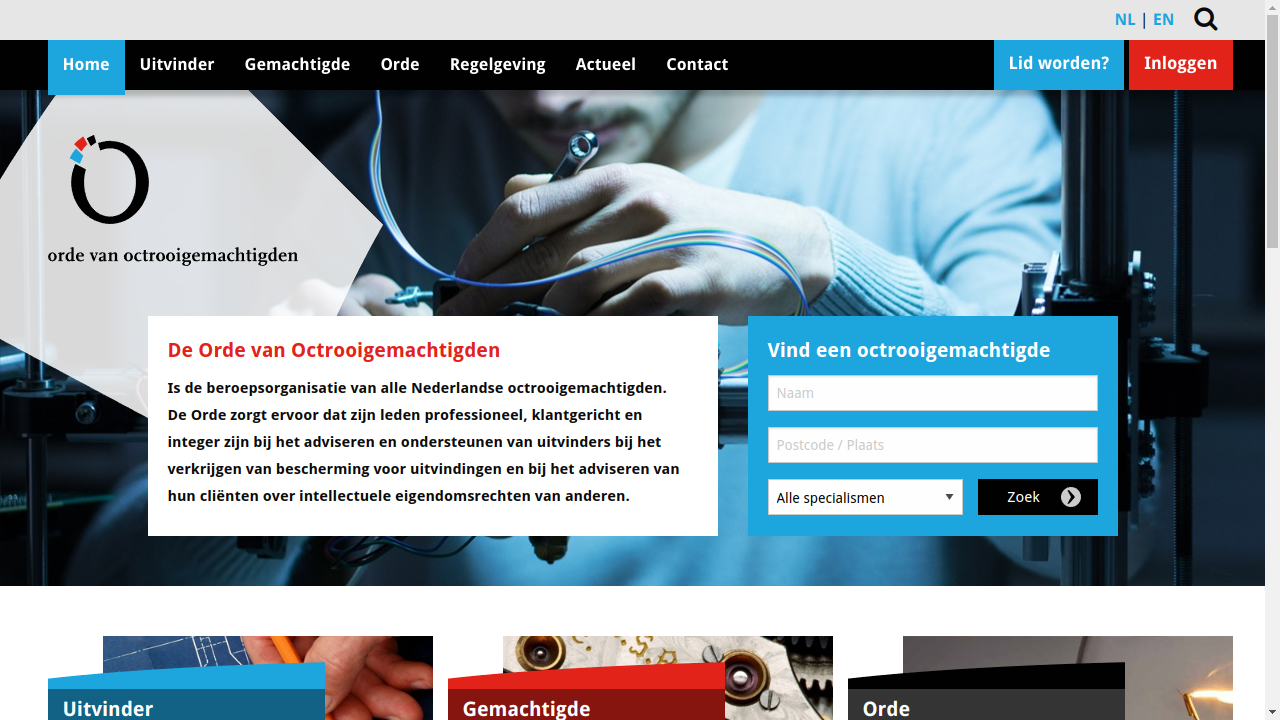 NL | EN
Home Uitvinder Gemachtigde Orde Regelgeving Actueel Contact Lid worden? Inloggen
orde van octrooigemachtigden
De Orde van Octrooigemachtigden
Is de beroepsorganisatie van alle Nederlandse octrooigemachtigden.
De Orde zorgt ervoor dat zijn leden professioneel, klantgericht en
integer zijn bij het adviseren en ondersteunen van uitvinders bij het
verkrijgen van bescherming voor uitvindingen en bij het adviseren van
hun cliënten over intellectuele eigendomsrechten van anderen.
Vind een octrooigemachtigde
Naam
Postcode / Plaats
Alle specialismen Zoek
Uitvinder Gemachtigde Orde